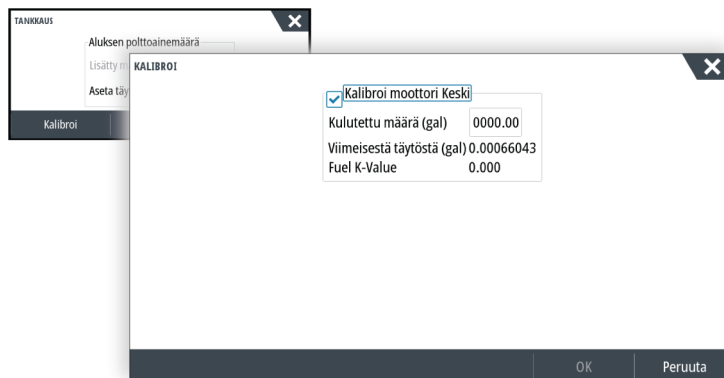 TANKKAUS
Aluksen polttoainemäärä
Lisätty
Aseta
Kalibroi
KALIBROI
Kalibroi moottori Keski
Kulutettu määrä (gal) 0000.00
Viimeisestä täytöstä (gal) 0.00066043
Fuel K-Value 0.000
OK Peruuta